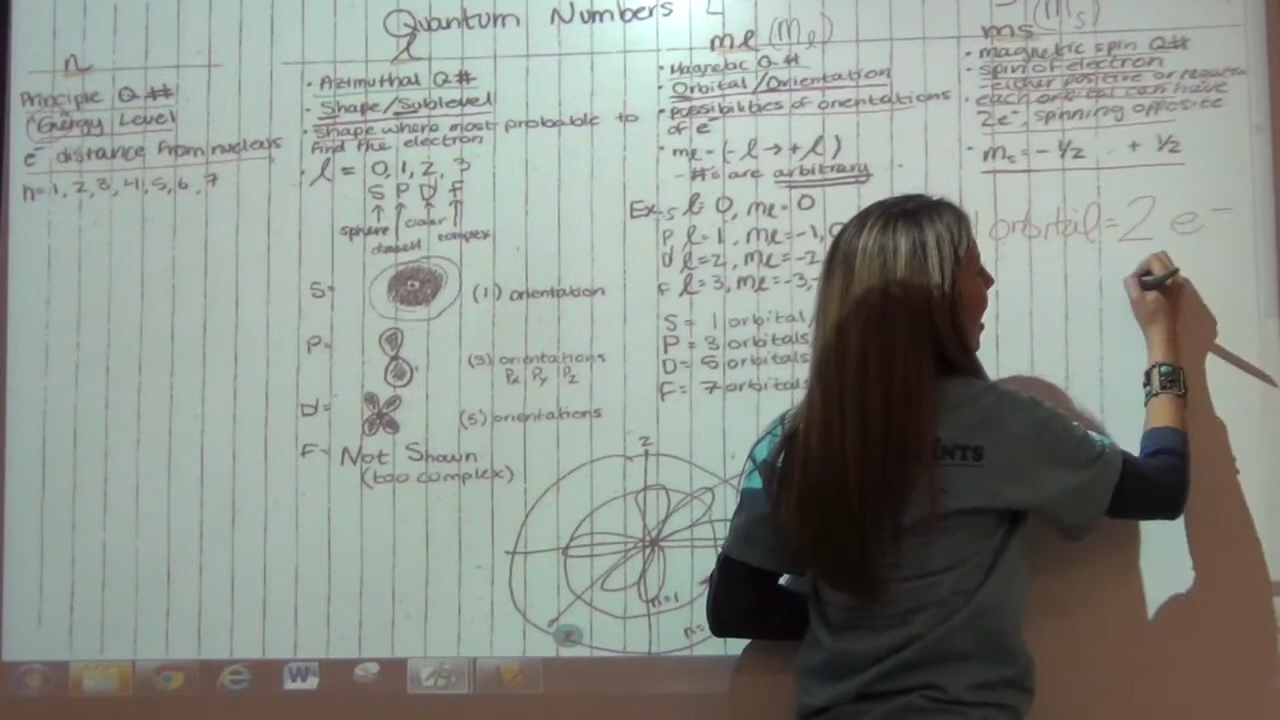 Quantum Numbers
n
Principle Q #
(Energy Level
e⁻ distance from nucleus
n=1, 2, 3, 4, 5, 6, 7
l
• Azimuthal Q#
• Shape/Sublevel
• Shape where most probable to
find the electron
• l = 0, 1, 2, 3
S P D F
sphere
complex
S=
(1) orientation
P=
(3) orientations
Px Py Pz
D=
(5) orientations
F= Not Shown
(too complex)
ml (Ml)
• Magnetic Q #
• Orbital/Orientation
• possibilities of orientations
of e⁻
• ml = (-l → +l)
- #'s are arbitrary
Ex. S l= 0, ml= 0
P l= 1, ml= -1, 0
D l= 2, ml= -2
F l= 3, ml= -3,
S = 1 orbital
P = 3 orbitals
D = 5 orbitals
F = 7 orbitals
z
n=1
n=
ms (Ms)
• magnetic spin Q#
• spin of electron
either positive or
• each orbital can have
2e⁻, spinning opposite
• ms = -1/2 + 1/2
1 orbital = 2 e⁻
NTS
W